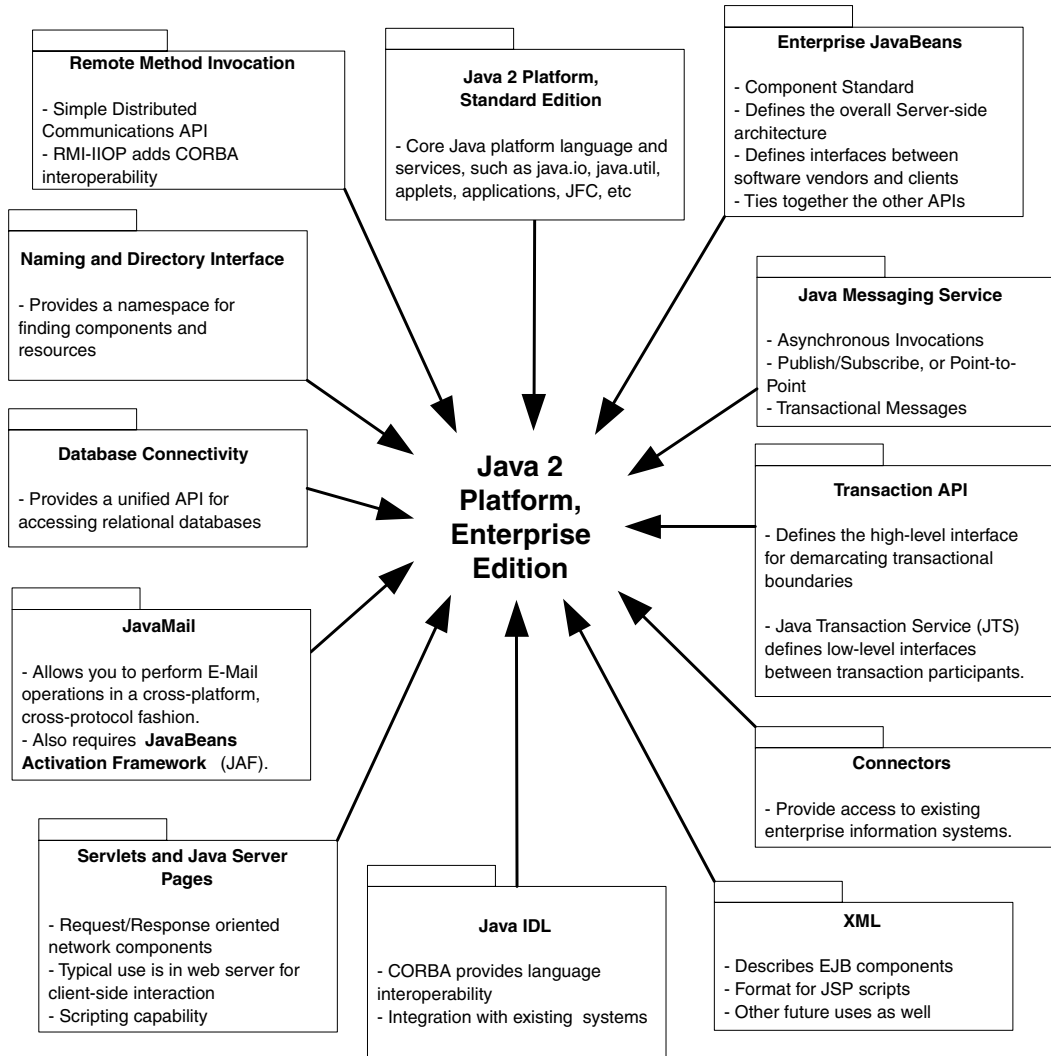 Remote Method Invocation
- Simple Distributed
Communications API
- RMI-IIOP adds CORBA
interoperability
Java 2 Platform,
Standard Edition
- Core Java platform language and
services, such as java.io, java.util,
applets, applications, JFC, etc
Enterprise JavaBeans
- Component Standard
- Defines the overall Server-side
architecture
- Defines interfaces between
software vendors and clients
- Ties together the other APIs
Naming and Directory Interface
- Provides a namespace for
finding components and
resources
Java Messaging Service
- Asynchronous Invocations
- Publish/Subscribe, or Point-to-
Point
- Transactional Messages
Database Connectivity
- Provides a unified API for
accessing relational databases
Java 2
Platform,
Enterprise
Edition
Transaction API
- Defines the high-level interface
for demarcating transactional
boundaries
- Java Transaction Service (JTS)
defines low-level interfaces
between transaction participants.
JavaMail
- Allows you to perform E-Mail
operations in a cross-platform,
cross-protocol fashion.
- Also requires JavaBeans
Activation Framework (JAF).
Connectors
- Provide access to existing
enterprise information systems.
Servlets and Java Server
Pages
- Request/Response oriented
network components
- Typical use is in web server for
client-side interaction
- Scripting capability
Java IDL
- CORBA provides language
interoperability
- Integration with existing systems
XML
- Describes EJB components
- Format for JSP scripts
- Other future uses as well